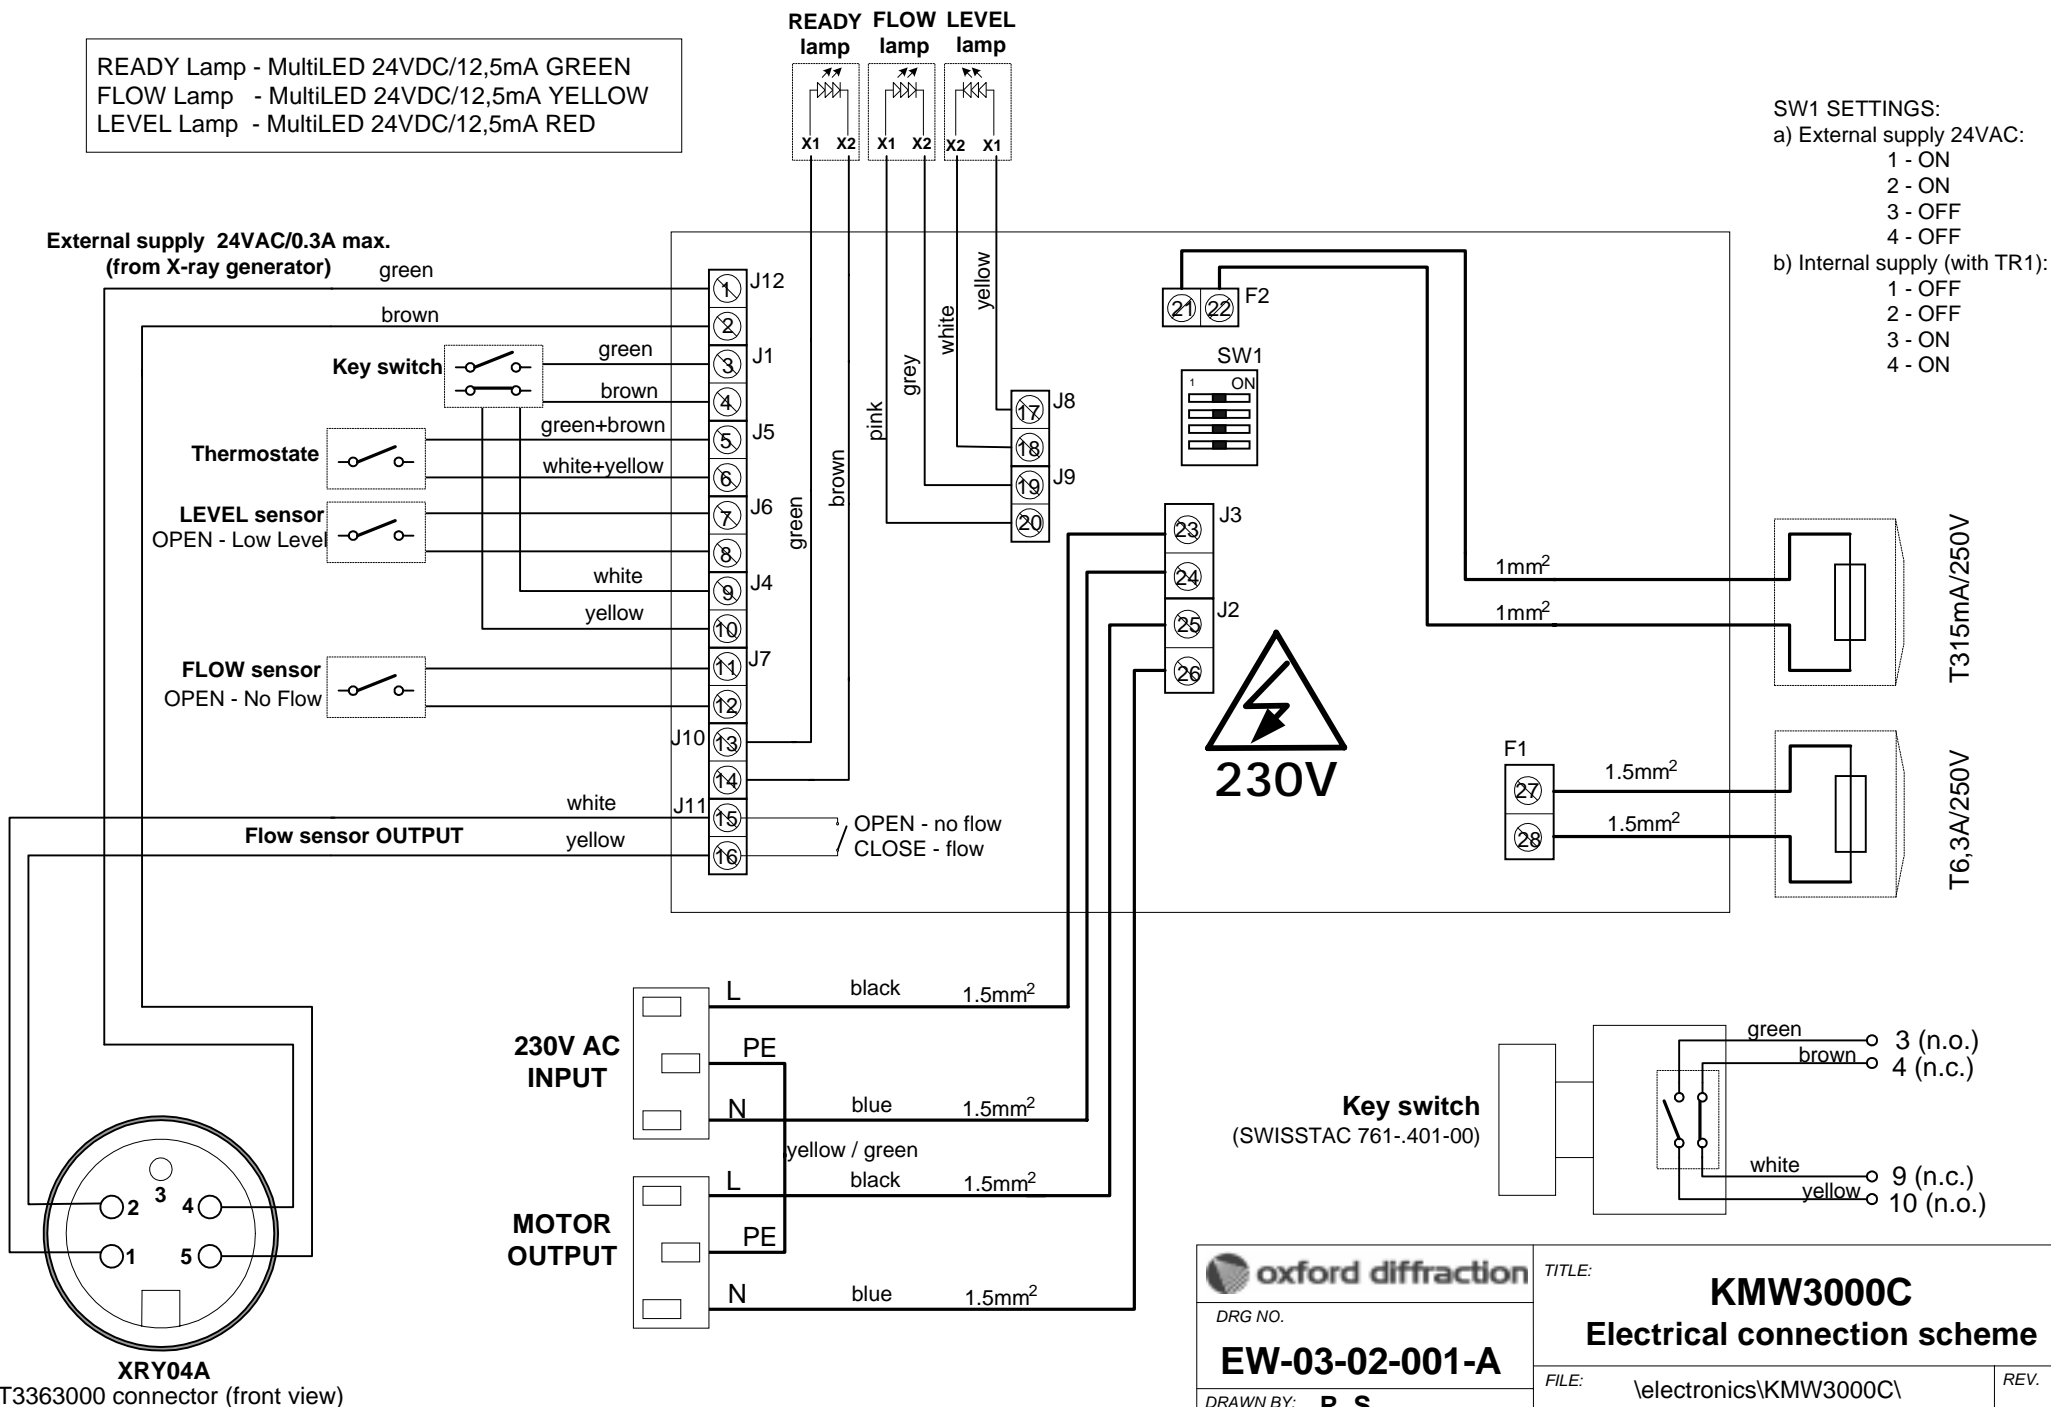 READY FLOW LEVEL
lamp lamp lamp
READY Lamp - MultiLED 24VDC/12,5mA GREEN
FLOW Lamp - MultiLED 24VDC/12,5mA YELLOW
LEVEL Lamp - MultiLED 24VDC/12,5mA RED
X1 X2 X1 X2 X2 X1
SW1 SETTINGS:
a) External supply 24VAC:
1 - ON
2 - ON
3 - OFF
4 - OFF
b) Internal supply (with TR1):
1 - OFF
2 - OFF
3 - ON
4 - ON
External supply 24VAC/0.3A max.
(from X-ray generator)
green
brown
Key switch
green
brown
Thermostate
green+brown
white+yellow
LEVEL sensor
OPEN - Low Level
white
yellow
FLOW sensor
OPEN - No Flow
white
Flow sensor OUTPUT
yellow
1 J12
2
3 J1
4
5 J5
6
7 J6
8
9 J4
10
11 J7
12
J10 13
14
J11 15
16
OPEN - no flow
CLOSE - flow
green
brown
pink
grey
white
yellow
17 J8
18
19 J9
20
21 22 F2
SW1
1 ON
23 J3
24
25 J2
26
230V
1mm2
1mm2
T315mA/250V
F1
27
28
1.5mm2
1.5mm2
T6,3A/250V
230V AC
INPUT
L black 1.5mm2
PE
N blue 1.5mm2
yellow / green
MOTOR
OUTPUT
L black 1.5mm2
PE
N blue 1.5mm2
3
2 4
1 5
XRY04A
T3363000 connector (front view)
Key switch
(SWISSTAC 761-.401-00)
green 3 (n.o.)
brown 4 (n.c.)
white 9 (n.c.)
yellow 10 (n.o.)
oxford diffraction
TITLE:
KMW3000C
Electrical connection scheme
DRG NO.
EW-03-02-001-A
FILE:
\electronics\KMW3000C\
REV.
DRAWN BY: R. S.